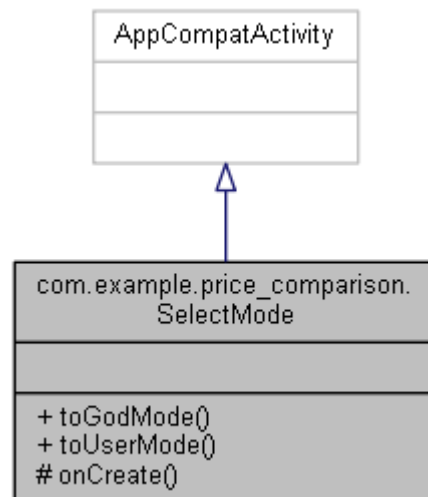 AppCompatActivity
com.example.price_comparison.
SelectMode
+ toGodMode()
+ toUserMode()
# onCreate()